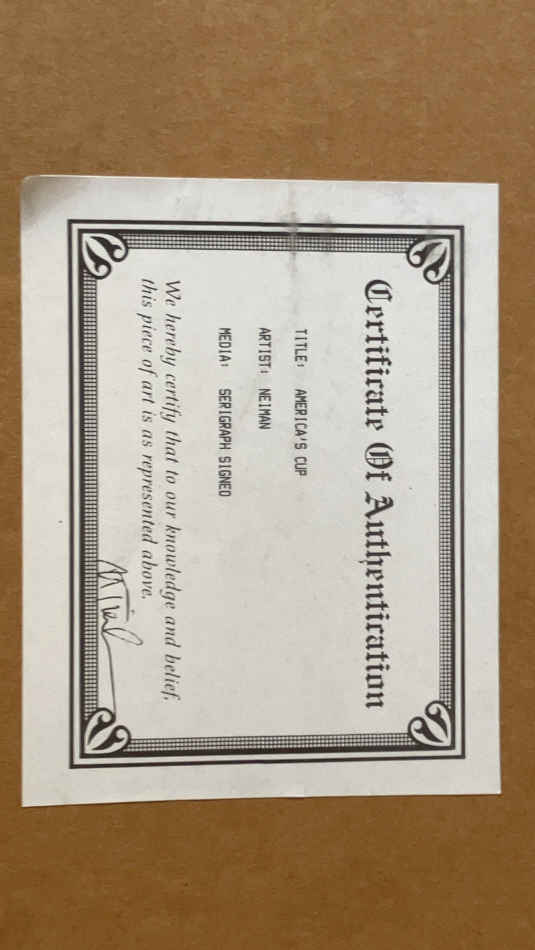 Certificate Of Authentication
TITLE: AMERICA'S CUP
ARTIST: NEIMAN
MEDIA: SERIGRAPH SIGNED
We hereby certify that to our knowledge and belief,
this piece of art is as represented above.